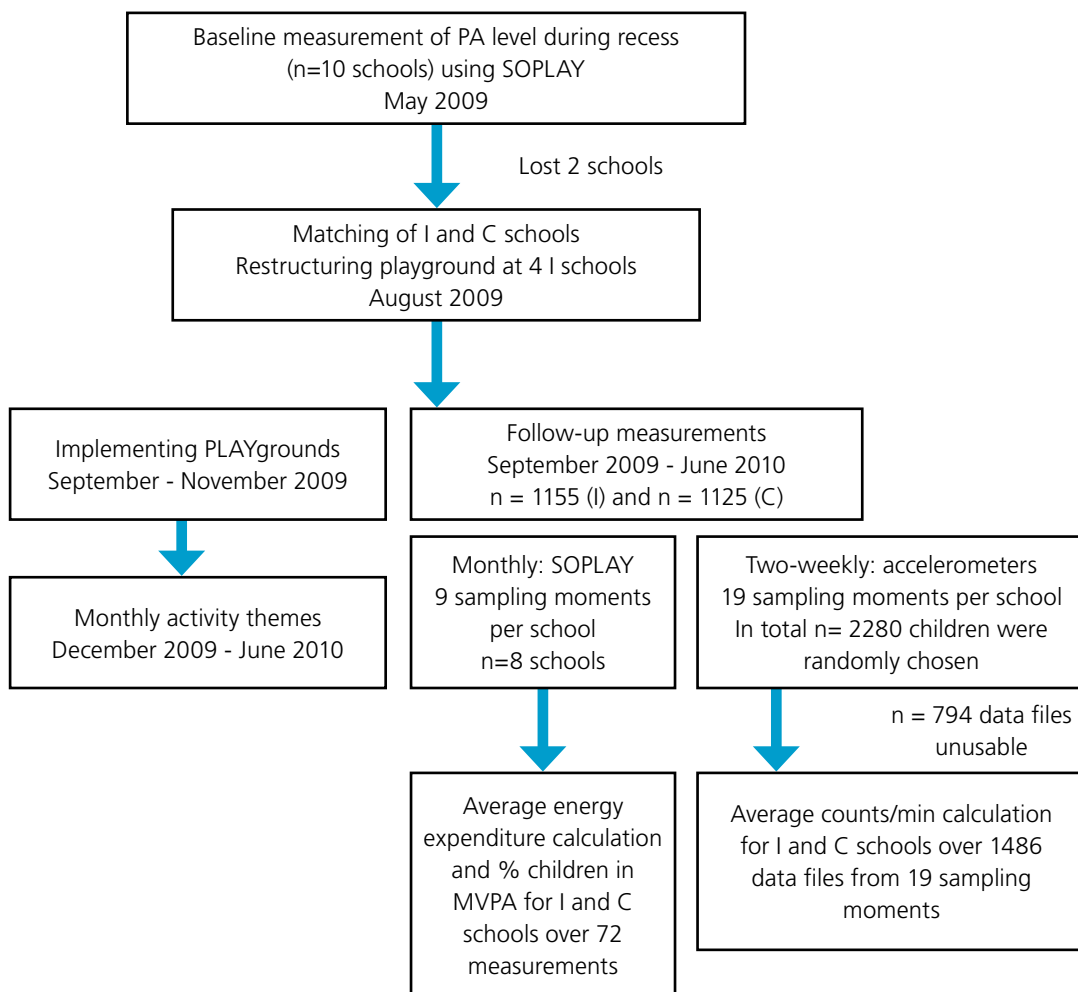 Baseline measurement of PA level during recess
(n=10 schools) using SOPLAY
May 2009
Lost 2 schools
Matching of I and C schools
Restructuring playground at 4 I schools
August 2009
Implementing PLAYgrounds
September - November 2009
Follow-up measurements
September 2009 - June 2010
n = 1155 (I) and n = 1125 (C)
Monthly activity themes
December 2009 - June 2010
Monthly: SOPLAY
9 sampling moments
per school
n=8 schools
Two-weekly: accelerometers
19 sampling moments per school
In total n= 2280 children were
randomly chosen
n = 794 data files
unusable
Average energy
expenditure calculation
and % children in
MVPA for I and C
schools over 72
measurements
Average counts/min calculation
for I and C schools over 1486
data files from 19 sampling
moments